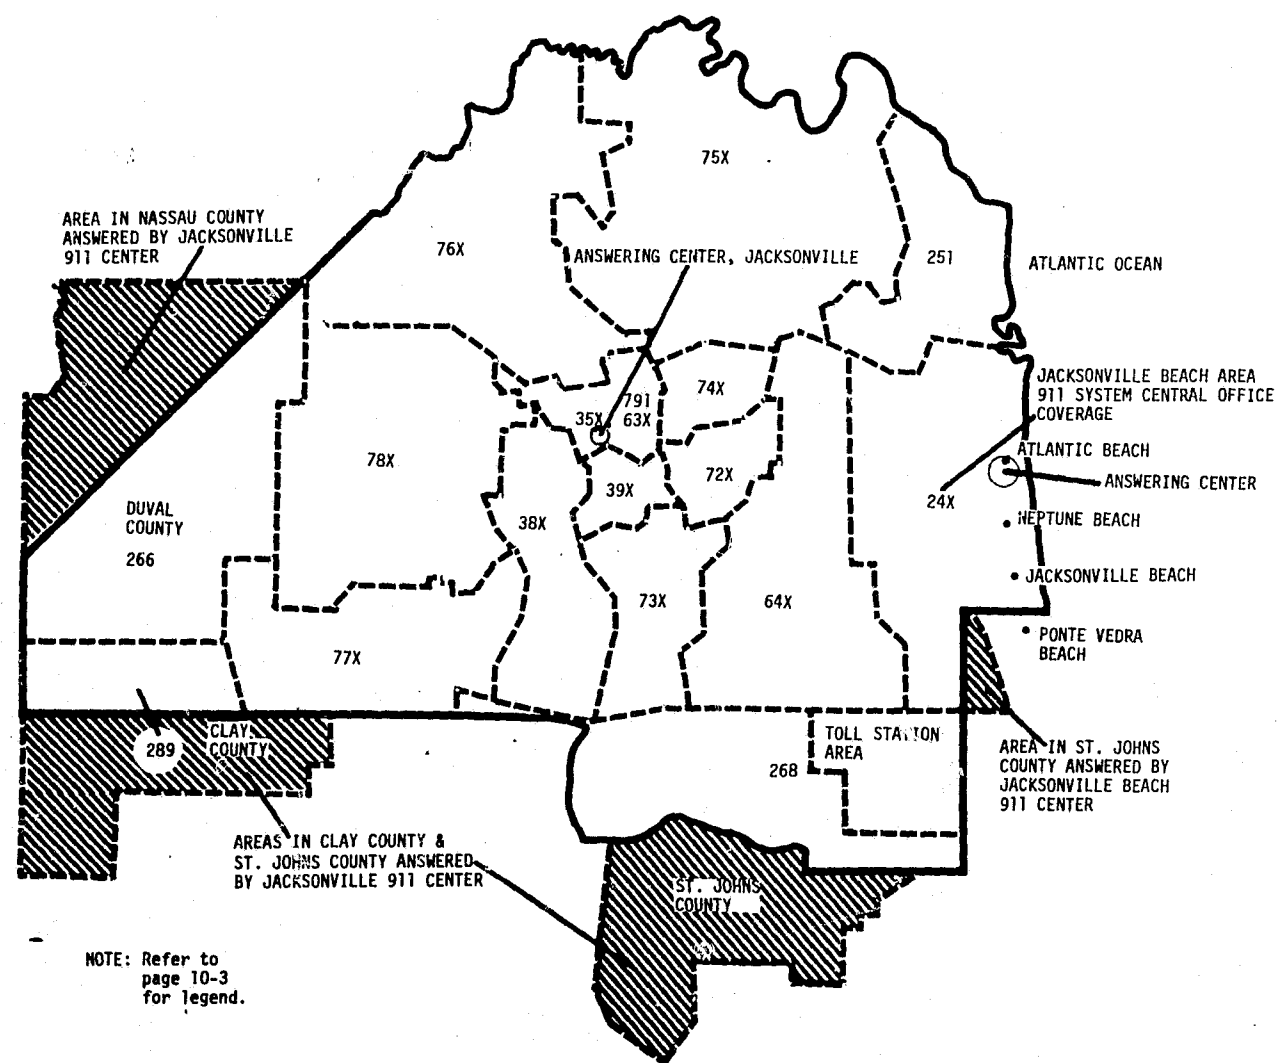 75X
AREA IN NASSAU COUNTY
ANSWERED BY JACKSONVILLE
911 CENTER
76X
ANSWERING CENTER, JACKSONVILLE
251
ATLANTIC OCEAN
JACKSONVILLE BEACH AREA
911 SYSTEM CENTRAL OFFICE
COVERAGE
74X
791
35X 63X
ATLANTIC BEACH
78X
39X
72X
ANSWERING CENTER
24X
DUVAL
COUNTY
266
38X
NEPTUNE BEACH
JACKSONVILLE BEACH
73X
64X
PONTE VEDRA
BEACH
77X
289
CLAY
COUNTY
TOLL STATION
AREA
268
AREA IN ST. JOHNS
COUNTY ANSWERED BY
JACKSONVILLE BEACH
911 CENTER
AREAS IN CLAY COUNTY &
ST. JOHNS COUNTY ANSWERED
BY JACKSONVILLE 911 CENTER
ST. JOHNS
COUNTY
NOTE: Refer to
page 10-3
for legend.